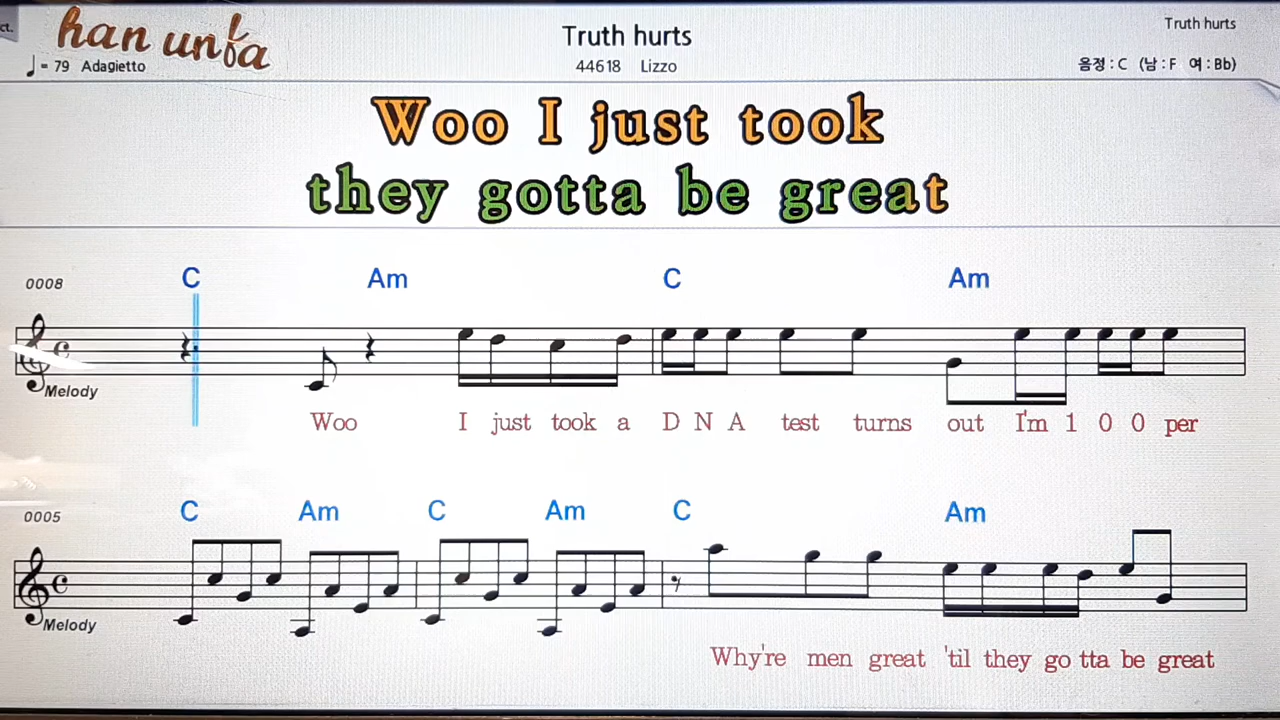 ct.
han unfa
Truth hurts
Truth hurts
♩= 79 Adagietto
44618 Lizzo
음정 : C (남 : F 여 : Bb)
Woo I just took
they gotta be great
0008
C Am C Am
Melody
Woo I just took a D N A test turns out I'm 1 0 0 per
0005
C Am C Am C Am
Melody
Why're men great 'til they go tta be great